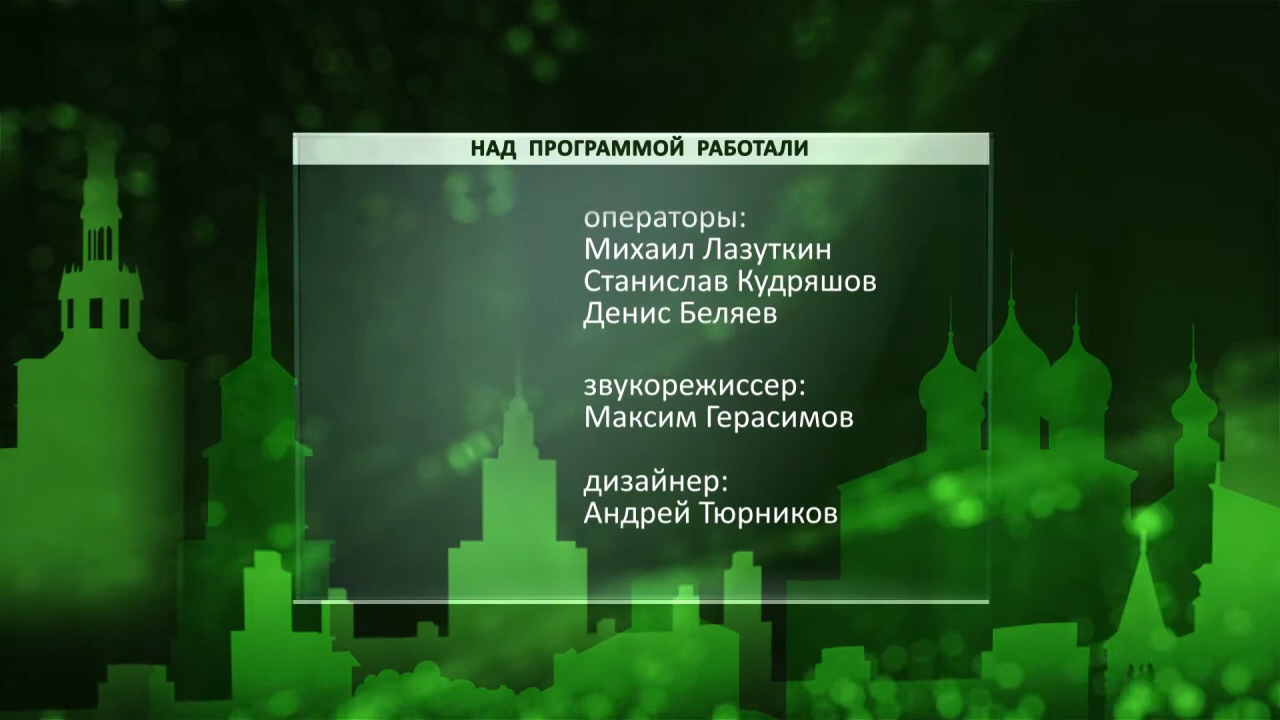 НАД ПРОГРАММОЙ РАБОТАЛИ
операторы:
Михаил Лазуткин
Станислав Кудряшов
Денис Беляев
звукорежиссер:
Максим Герасимов
дизайнер:
Андрей Тюрников